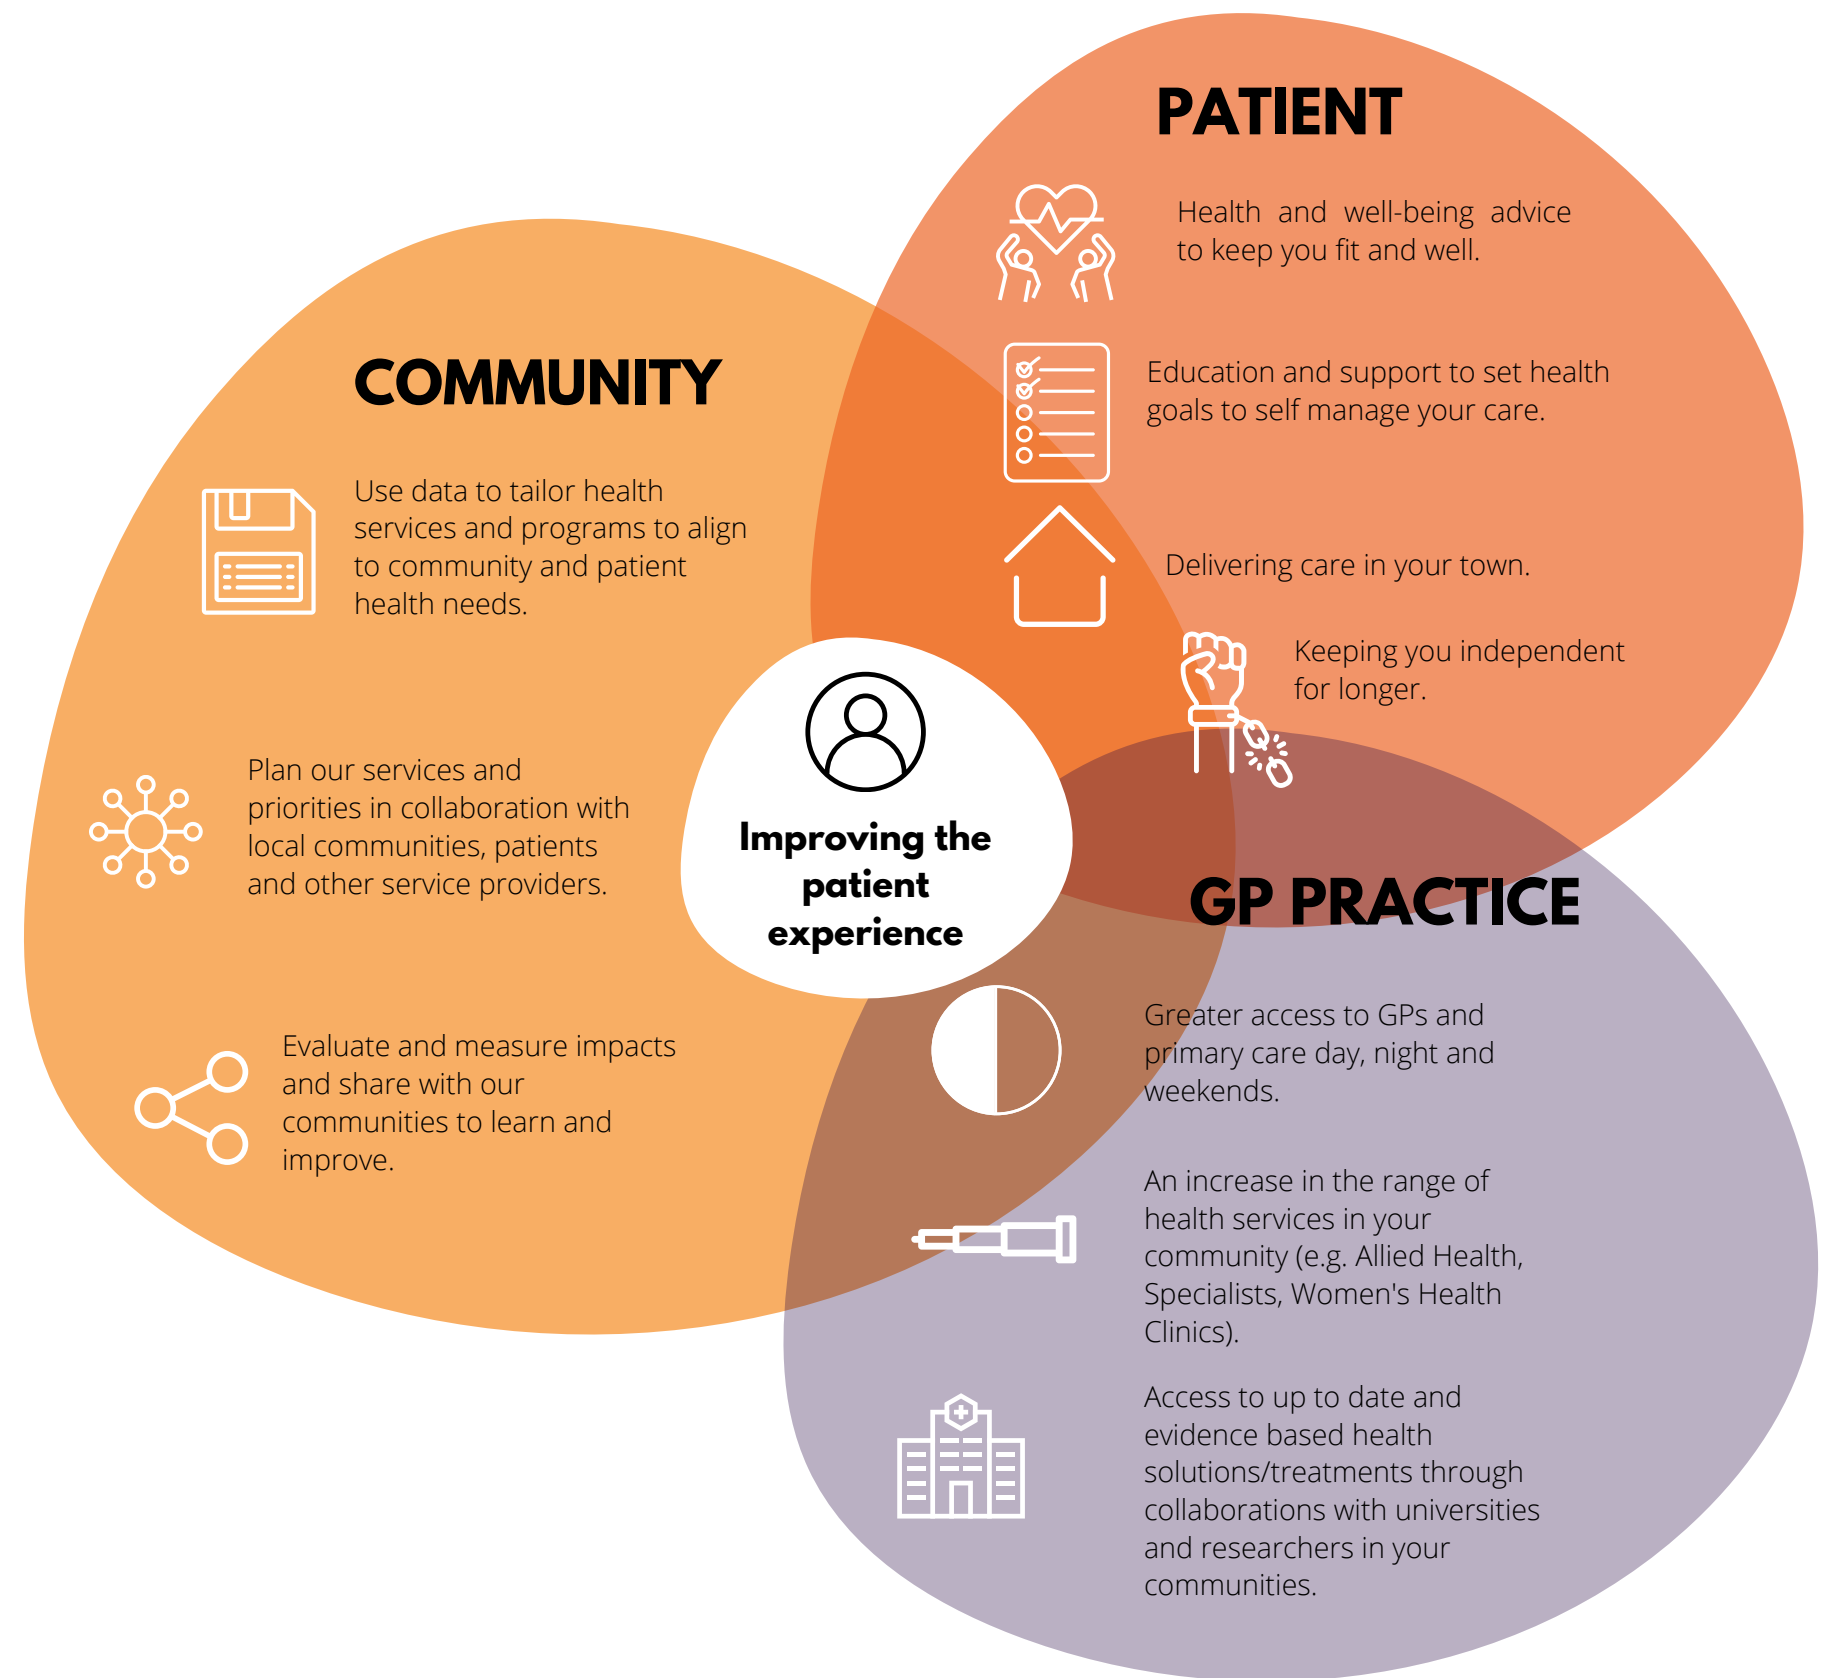 PATIENT
Health and well-being advice
to keep you fit and well.
Education and support to set health
goals to self manage your care.
Delivering care in your town.
Keeping you independent
for longer.
COMMUNITY
Use data to tailor health
services and programs to align
to community and patient
health needs.
Plan our services and
priorities in collaboration with
local communities, patients
and other service providers.
Evaluate and measure impacts
and share with our
communities to learn and
improve.
Improving the
patient
experience
GP PRACTICE
Greater access to GPs and
primary care day, night and
weekends.
An increase in the range of
health services in your
community (e.g. Allied Health,
Specialists, Women's Health
Clinics).
Access to up to date and
evidence based health
solutions/treatments through
collaborations with universities
and researchers in your
communities.